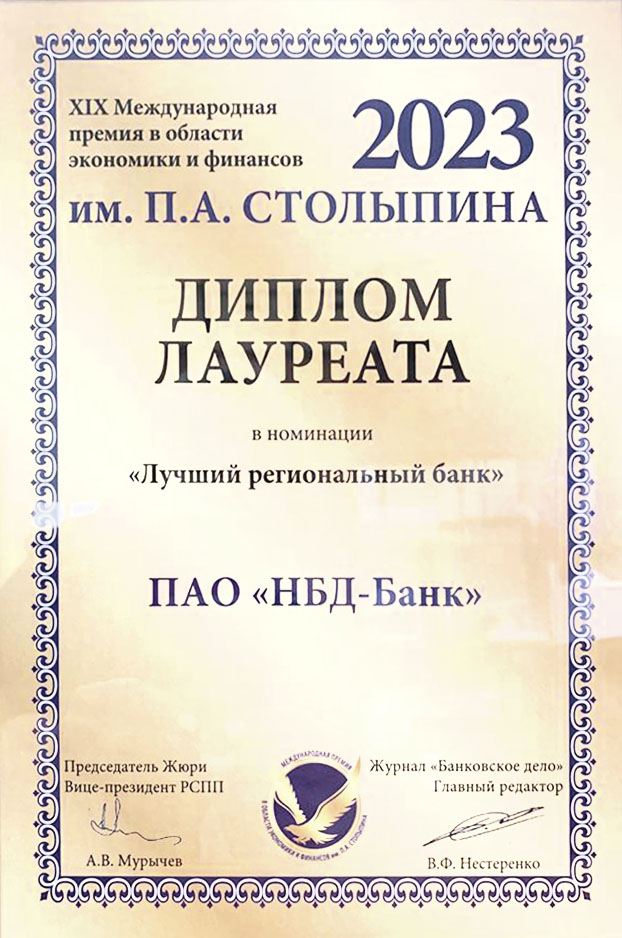 XIX Международная
премия в области
экономики и финансов
2023
им. П.А. СТОЛЫПИНА
ДИПЛОМ
ЛАУРЕАТА
в номинации
«Лучший региональный банк»
ПАО «НБД-Банк»
Председатель Жюри
Вице-президент РСПП
А.В. Мурычев
МЕЖДУНАРОДНАЯ ПРЕМИЯ
В ОБЛАСТИ ЭКОНОМИКИ И ФИНАНСОВ им. П.А. СТОЛЫПИНА
Журнал «Банковское дело»
Главный редактор
В.Ф. Нестеренко